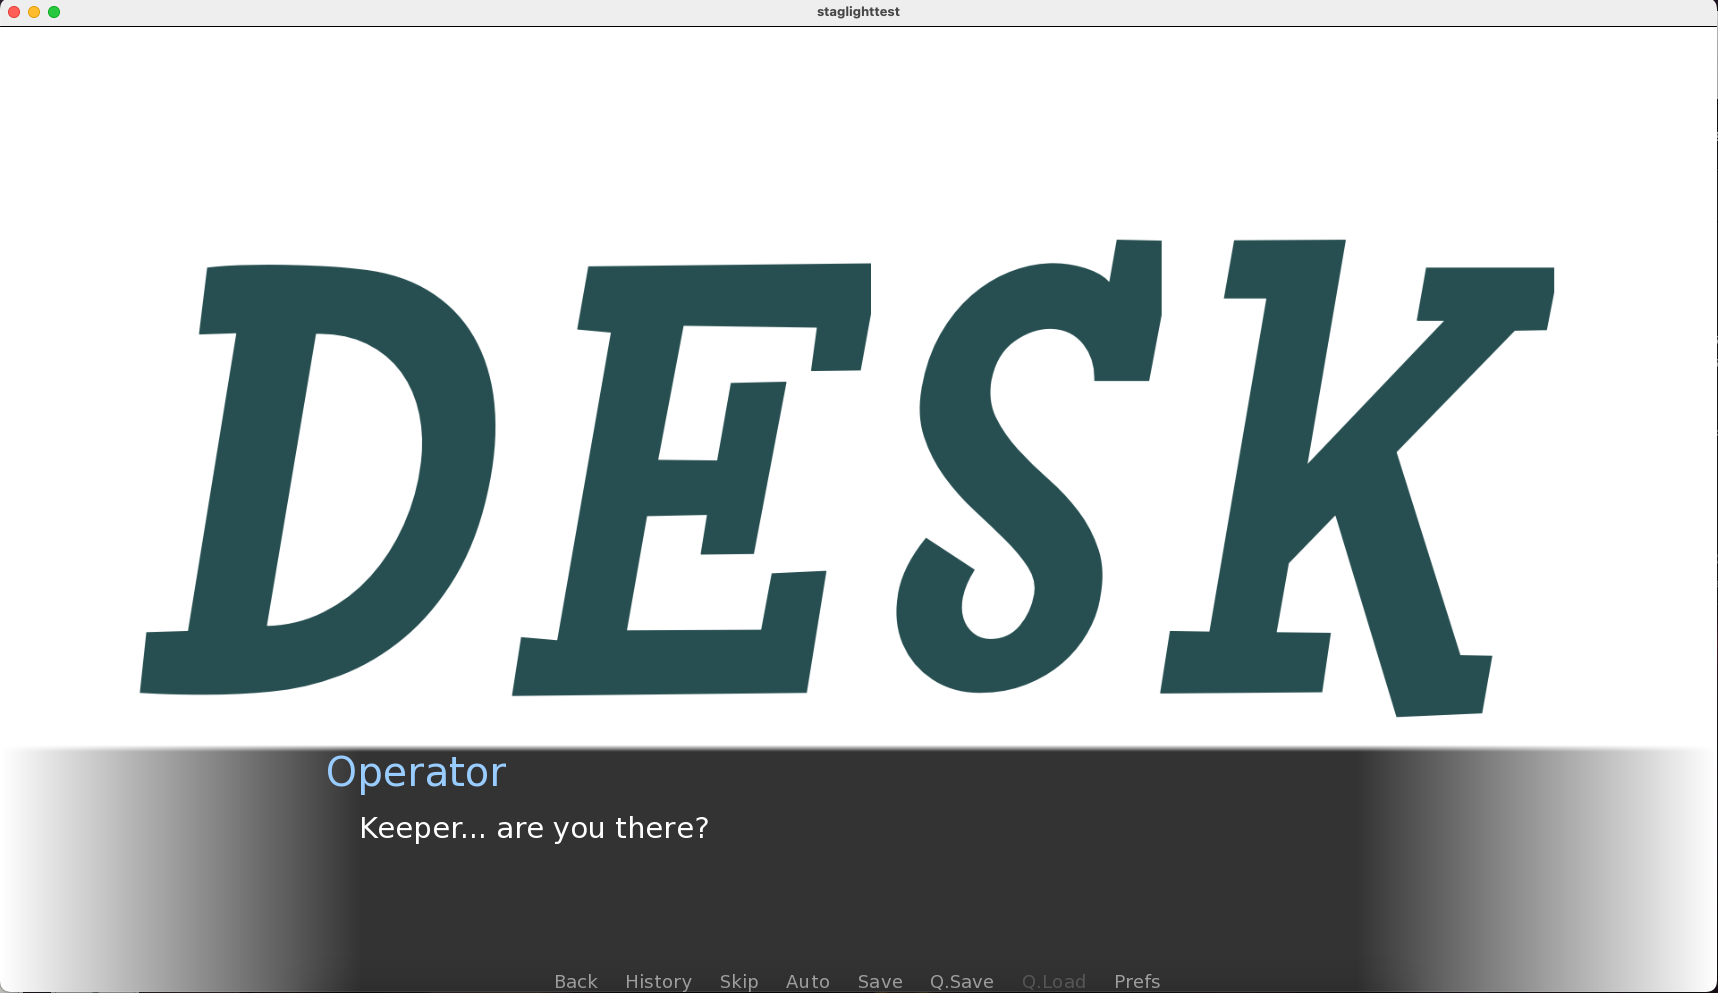 staglighttest
DESK
Operator
Keeper... are you there?
Back History Skip Auto Save Q.Save Q.Load Prefs